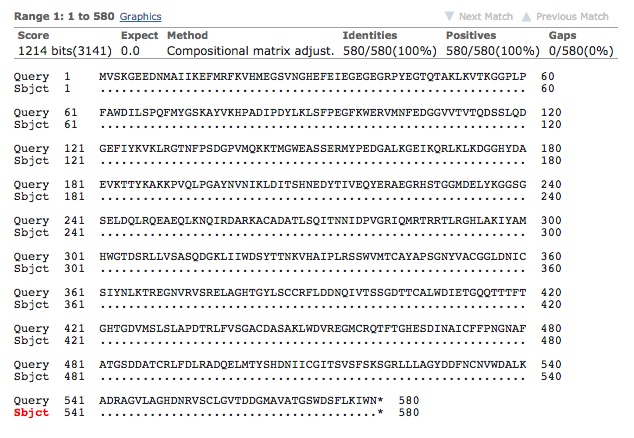 Range 1: 1 to 580 Graphics ▼ Next Match ▲ Previous Match
Score Expect Method Identities Positives Gaps
1214 bits(3141) 0.0 Compositional matrix adjust. 580/580(100%) 580/580(100%) 0/580(0%)
Query 1 MVSKGEEDNMAIIKEFMRFKVHMEGSVNGHEFEIEGEGEGRPYEGTQTAKLKVTKGGPLP 60
Sbjct 1 ............................................................ 60
Query 61 FAWDILSPQFMYGSKAYVKHPADIPDYLKLSFPEGFKWERVMNFEDGGVVTVTQDSSLQD 120
Sbjct 61 ............................................................ 120
Query 121 GEFIYKVKLRGTNFPSDGPVMQKKTMGWEASSERMYPEDGALKGEIKQRLKLKDGGHYDA 180
Sbjct 121 ............................................................ 180
Query 181 EVKTTYKAKKPVQLPGAYNVNIKLDITSHNEDYTIVEQYERAEGRHSTGGMDELYKGGSG 240
Sbjct 181 ............................................................ 240
Query 241 SELDQLRQEAEQLKNQIRDARKACADATLSQITNNIDPVGRIQMRTRRTLRGHLAKIYAM 300
Sbjct 241 ............................................................ 300
Query 301 HWGTDSRLLVSASQDGKLIIWDSYTTNKVHAIPLRSSWVMTCAYAPSGNYVACGGLDNIC 360
Sbjct 301 ............................................................ 360
Query 361 SIYNLKTREGNVRVSRELAGHTGYLSCCRFLDDNQIVTSSGDTTCALWDIETGQQTTTFT 420
Sbjct 361 ............................................................ 420
Query 421 GHTGDVMSLSLAPDTRLFVSGACDASAKLWDVREGMCRQTFTGHESDINAICFFPNGNAF 480
Sbjct 421 ............................................................ 480
Query 481 ATGSDDATCRLFDLRADQELMTYSHDNIICGITSVSFSKSGRLLLAGYDDFNCNVWDALK 540
Sbjct 481 ............................................................ 540
Query 541 ADRAGVLAGHDNRVSCLGVTDDGMAVATGSWDSFLKIWN* 580
Sbjct 541 .......................................* 580